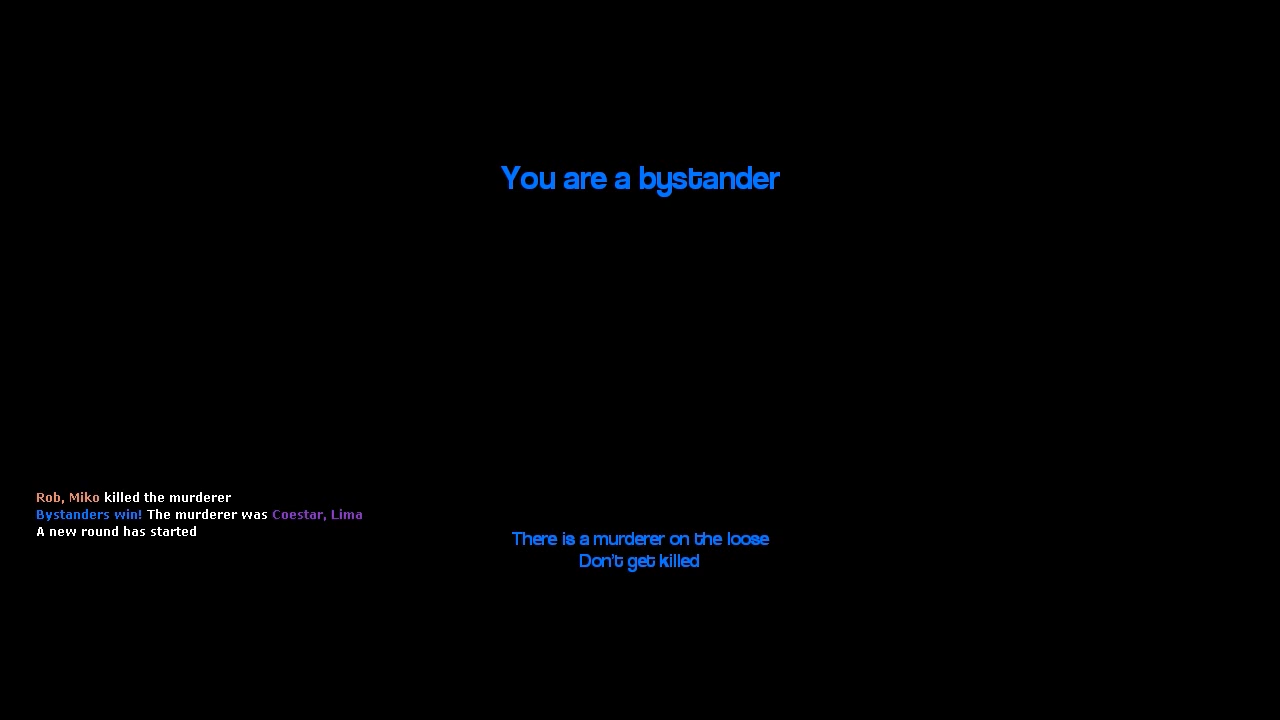 You are a bystander
Rob, Miko killed the murderer
Bystanders win! The murderer was Coestar, Lima
A new round has started
There is a murderer on the loose
Don't get killed